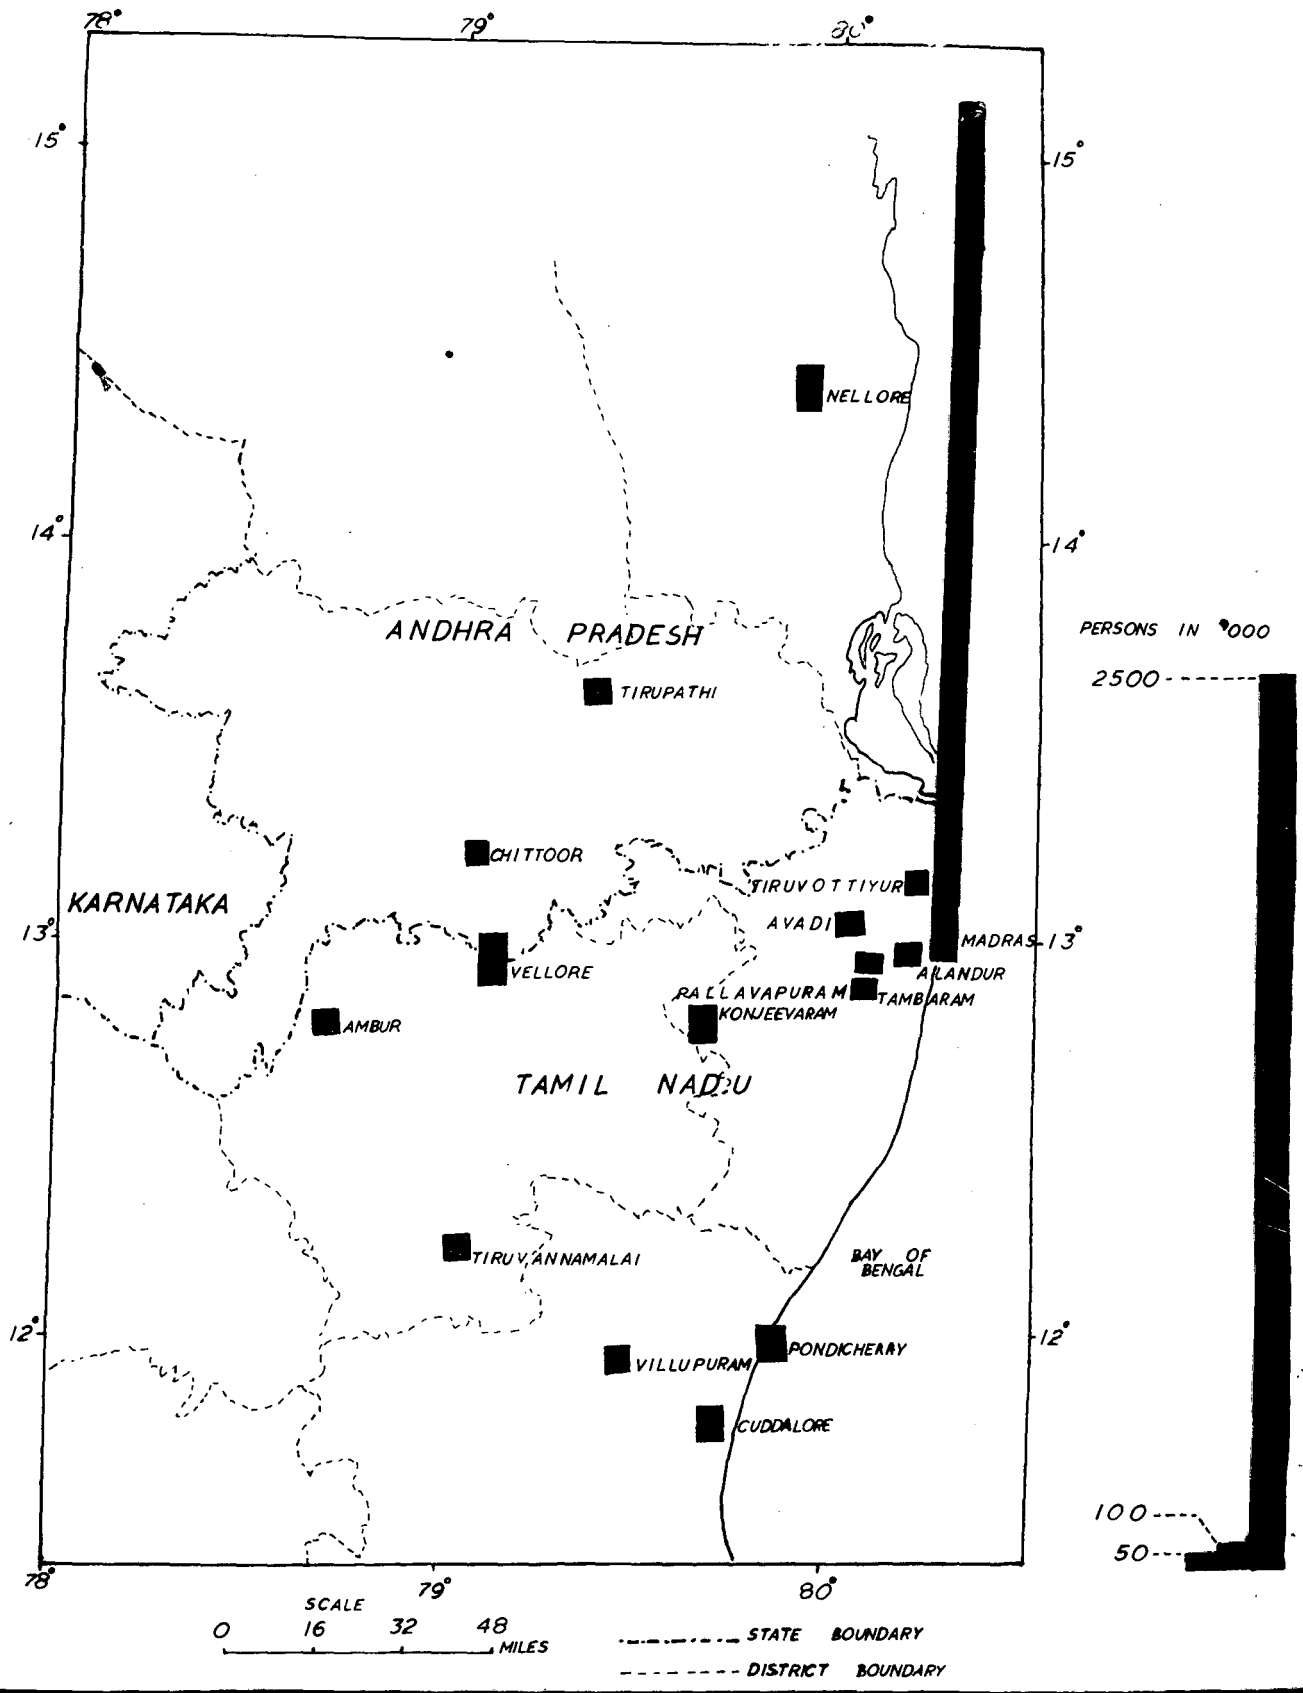 78° 79° 80°
15° 15°
NELLORE
14° 14°
ANDHRA PRADESH
PERSONS IN '000
2500
TIRUPATHI
CHITTOOR
TIRUVOTTIYUR
KARNATAKA
AVADI
13° 13°
MADRAS
VELLORE
ALANDUR
PALLAVAPURAM
TAMBARAM
KONJEEVARAM
AMBUR
TAMIL NADU
TIRUVANNAMALAI
BAY OF
BENGAL
12° 12°
PONDICHERRY
VILLUPURAM
CUDDALORE
100
50
78° 79° 80°
SCALE
0 16 32 48
MILES
STATE BOUNDARY
DISTRICT BOUNDARY